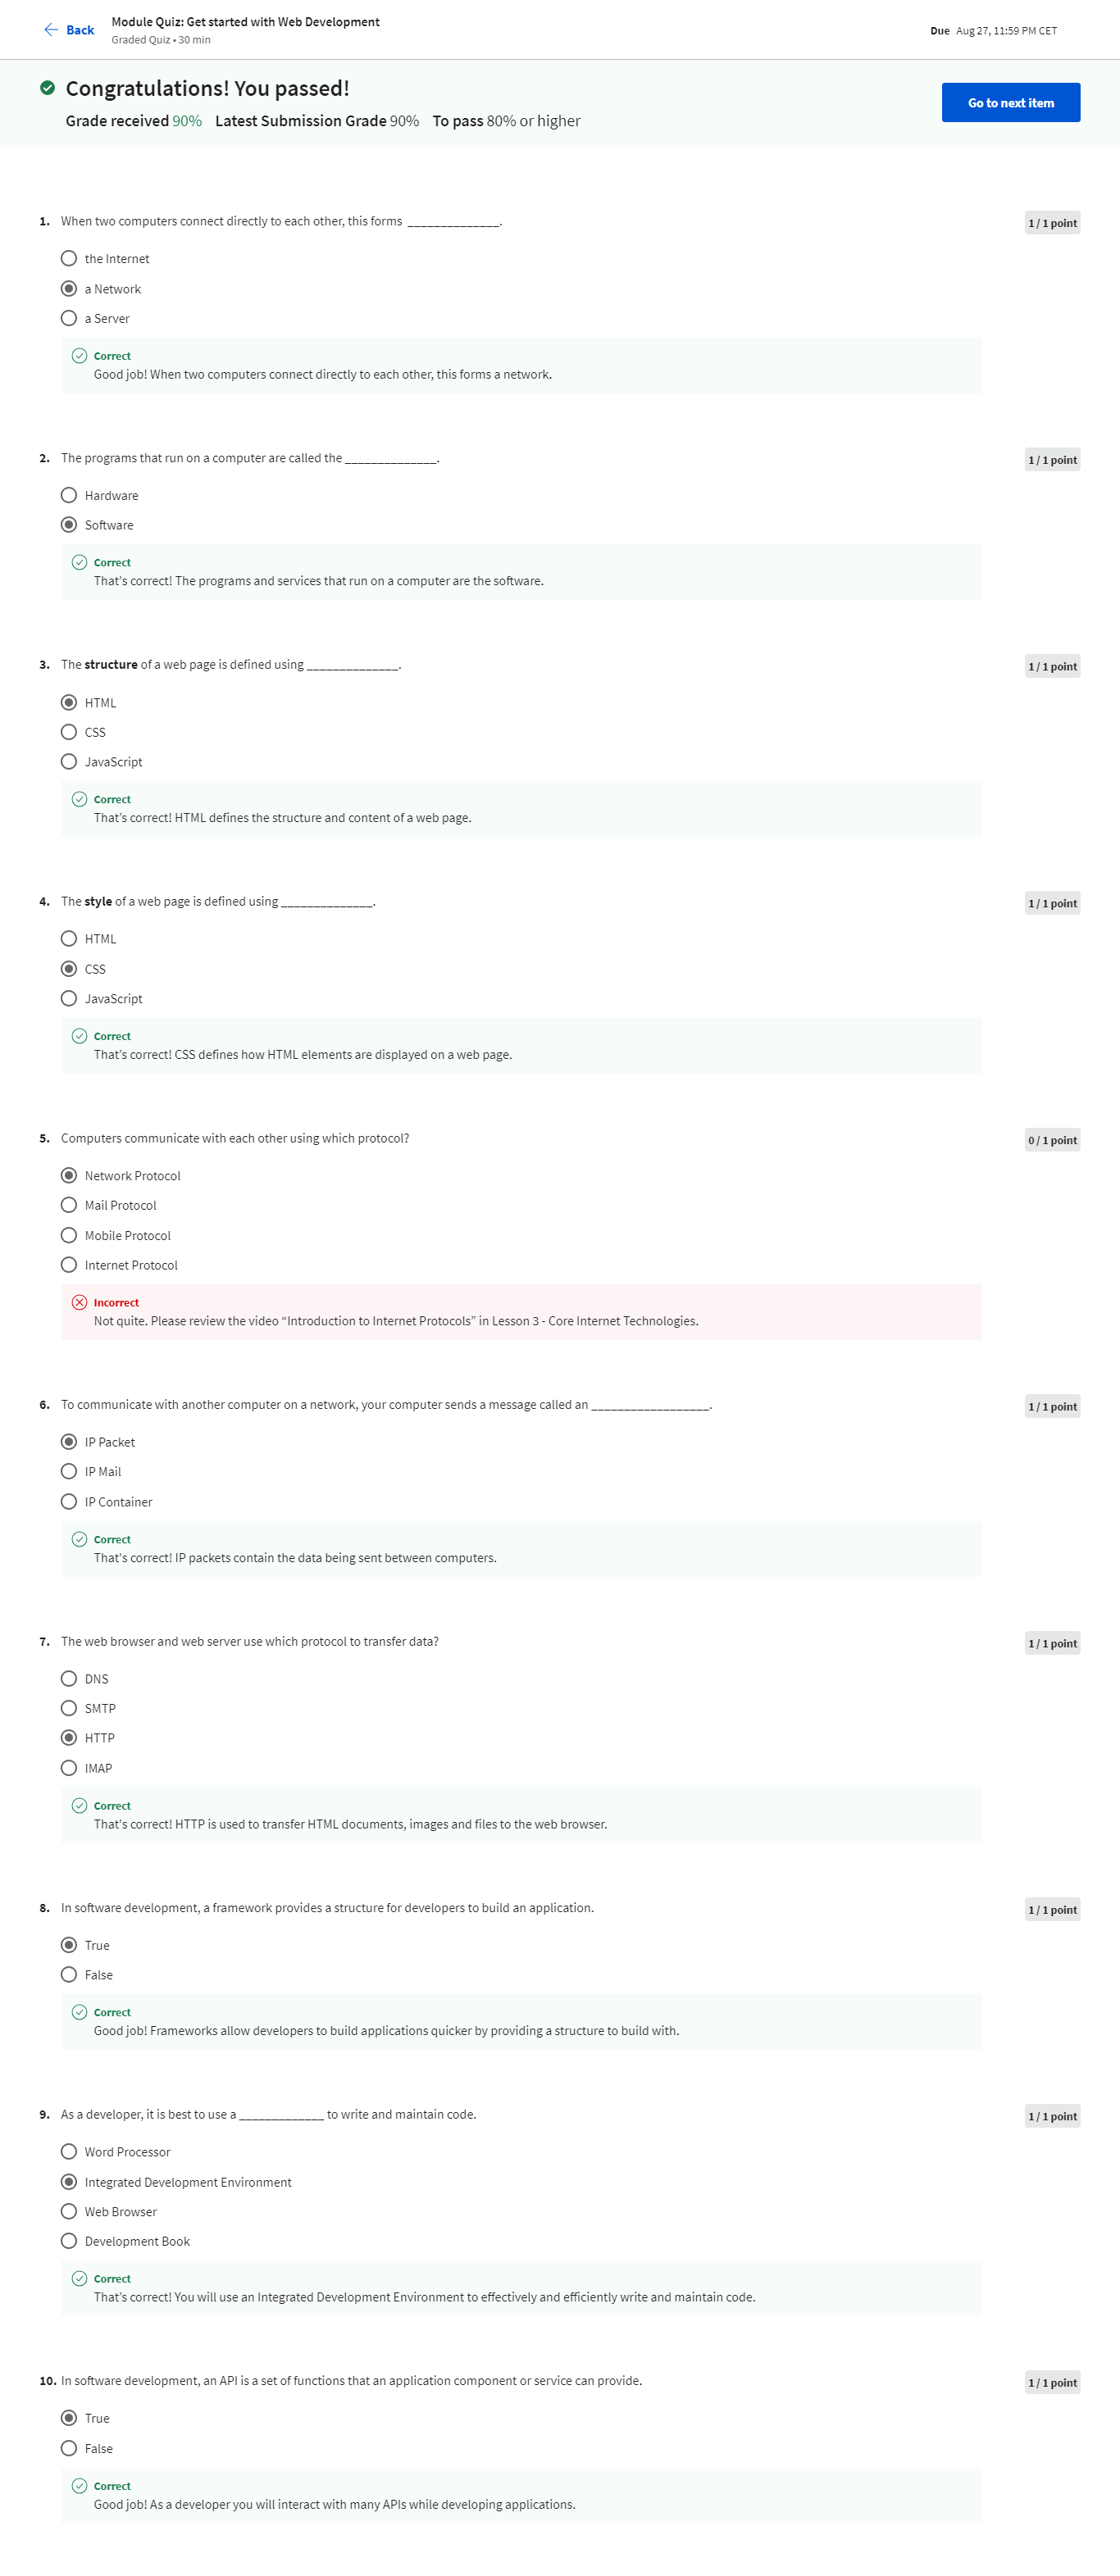 Back
Module Quiz: Get started with Web Development
Graded Quiz • 30 min
Due Aug 27, 11:59 PM CET
Congratulations! You passed!
Grade received 90% Latest Submission Grade 90% To pass 80% or higher
Go to next item
1. When two computers connect directly to each other, this forms ______________.
1 / 1 point
the Internet
a Network
a Server
Correct
Good job! When two computers connect directly to each other, this forms a network.
2. The programs that run on a computer are called the ______________.
1 / 1 point
Hardware
Software
Correct
That's correct! The programs and services that run on a computer are the software.
3. The structure of a web page is defined using ______________.
1 / 1 point
HTML
CSS
JavaScript
Correct
That’s correct! HTML defines the structure and content of a web page.
4. The style of a web page is defined using ______________.
1 / 1 point
HTML
CSS
JavaScript
Correct
That’s correct! CSS defines how HTML elements are displayed on a web page.
5. Computers communicate with each other using which protocol?
0 / 1 point
Network Protocol
Mail Protocol
Mobile Protocol
Internet Protocol
Incorrect
Not quite. Please review the video “Introduction to Internet Protocols” in Lesson 3 - Core Internet Technologies.
6. To communicate with another computer on a network, your computer sends a message called an __________________.
1 / 1 point
IP Packet
IP Mail
IP Container
Correct
That's correct! IP packets contain the data being sent between computers.
7. The web browser and web server use which protocol to transfer data?
1 / 1 point
DNS
SMTP
HTTP
IMAP
Correct
That's correct! HTTP is used to transfer HTML documents, images and files to the web browser.
8. In software development, a framework provides a structure for developers to build an application.
1 / 1 point
True
False
Correct
Good job! Frameworks allow developers to build applications quicker by providing a structure to build with.
9. As a developer, it is best to use a _____________ to write and maintain code.
1 / 1 point
Word Processor
Integrated Development Environment
Web Browser
Development Book
Correct
That’s correct! You will use an Integrated Development Environment to effectively and efficiently write and maintain code.
10. In software development, an API is a set of functions that an application component or service can provide.
1 / 1 point
True
False
Correct
Good job! As a developer you will interact with many APIs while developing applications.